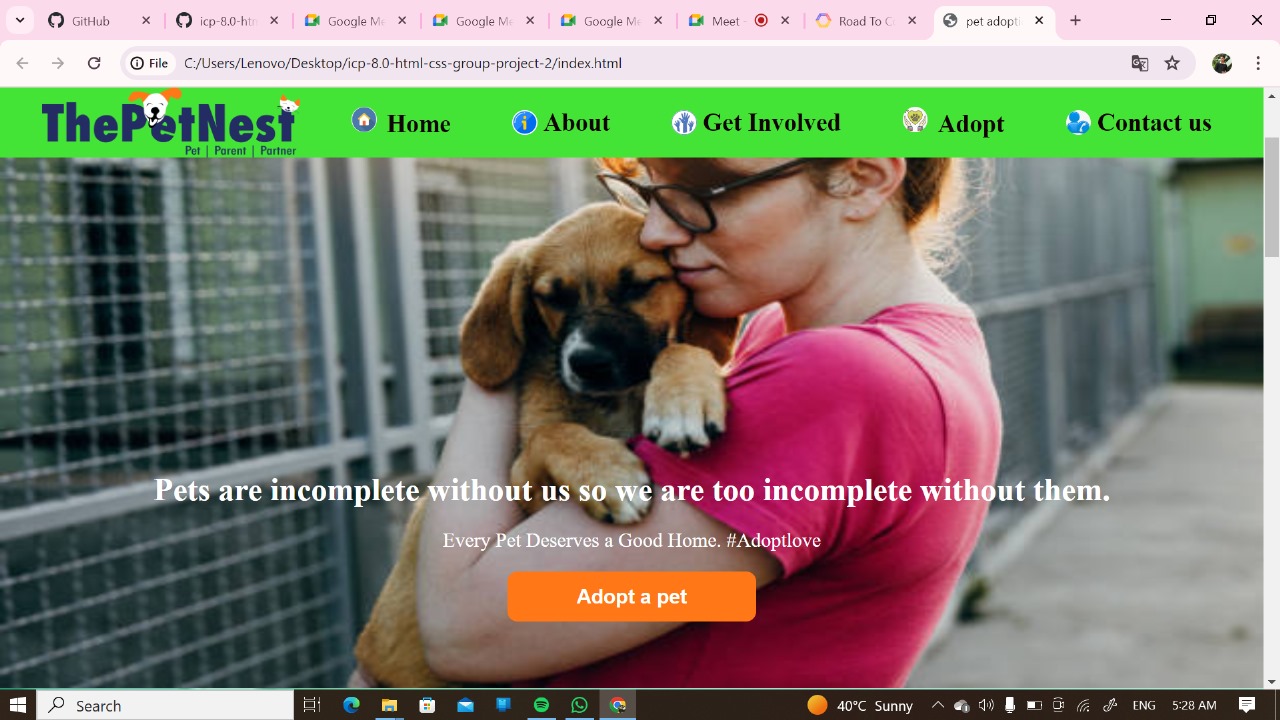 GitHub
icp-8.0-htm
Google Me
Google Me
Google Me
Meet -
Road To C
pet adopti
File
C:/Users/Lenovo/Desktop/icp-8.0-html-css-group-project-2/index.html
ThePetNest
Pet | Parent | Partner
Home
About
Get Involved
Adopt
Contact us
Pets are incomplete without us so we are too incomplete without them.
Every Pet Deserves a Good Home. #Adoptlove
Adopt a pet
Search
40°C Sunny
ENG
5:28 AM